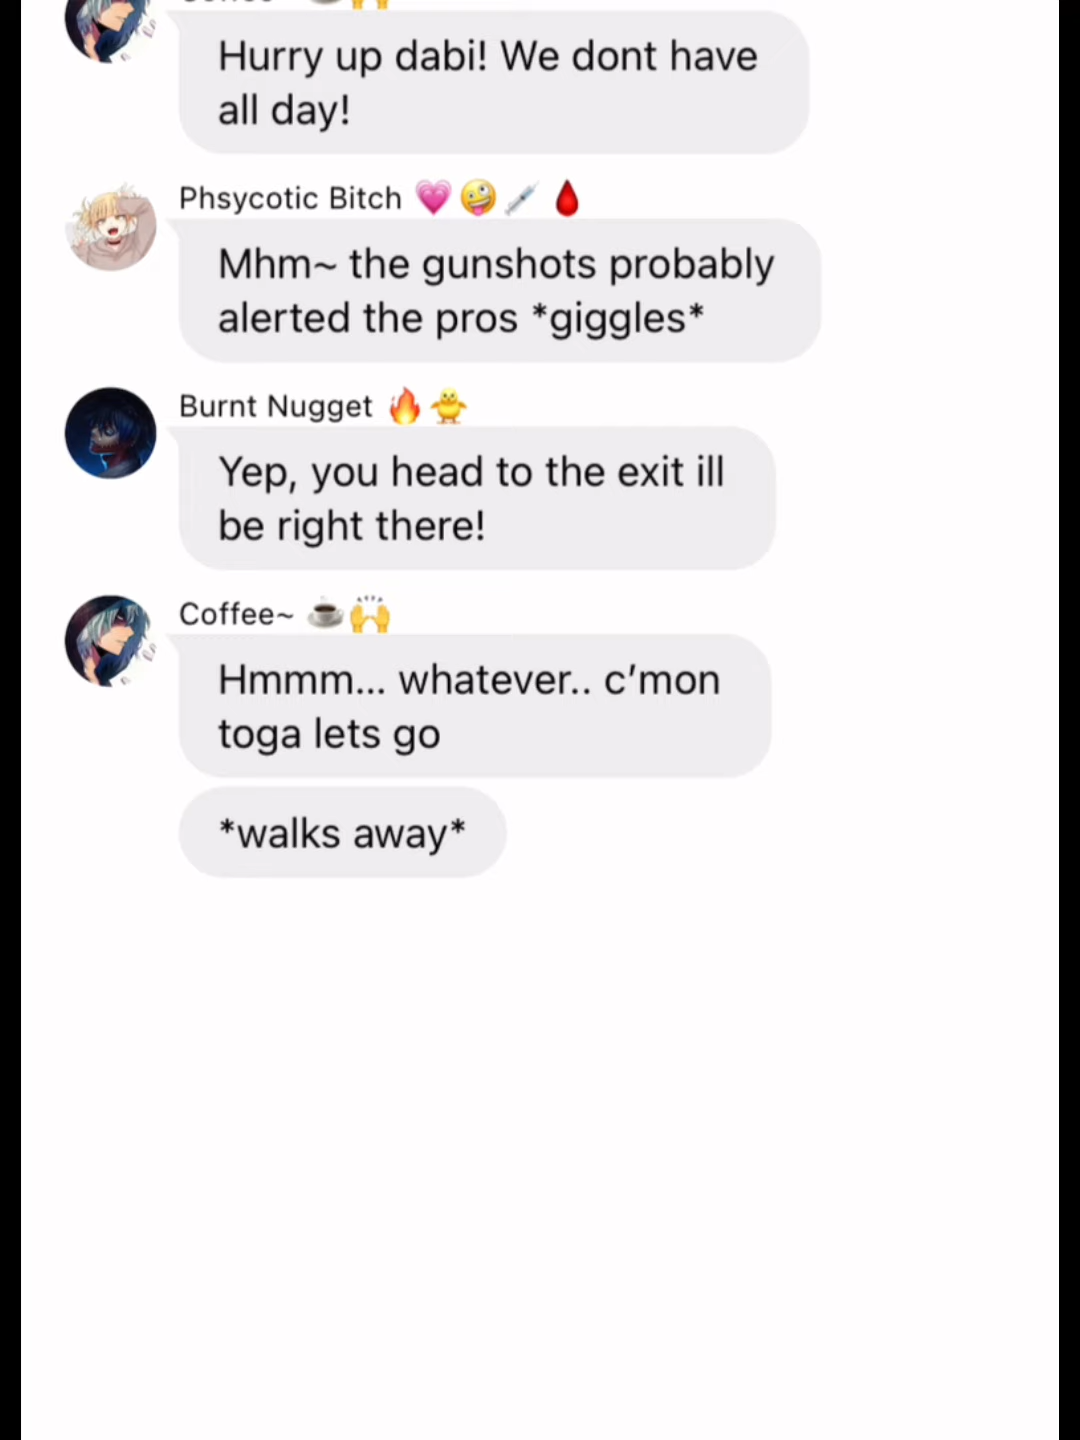 Coffee~ ☕🙌
Hurry up dabi! We dont have
all day!
Phsycotic Bitch 💗🤪💉🩸
Mhm~ the gunshots probably
alerted the pros *giggles*
Burnt Nugget 🔥🐥
Yep, you head to the exit ill
be right there!
Coffee~ ☕🙌
Hmmm... whatever.. c’mon
toga lets go
*walks away*